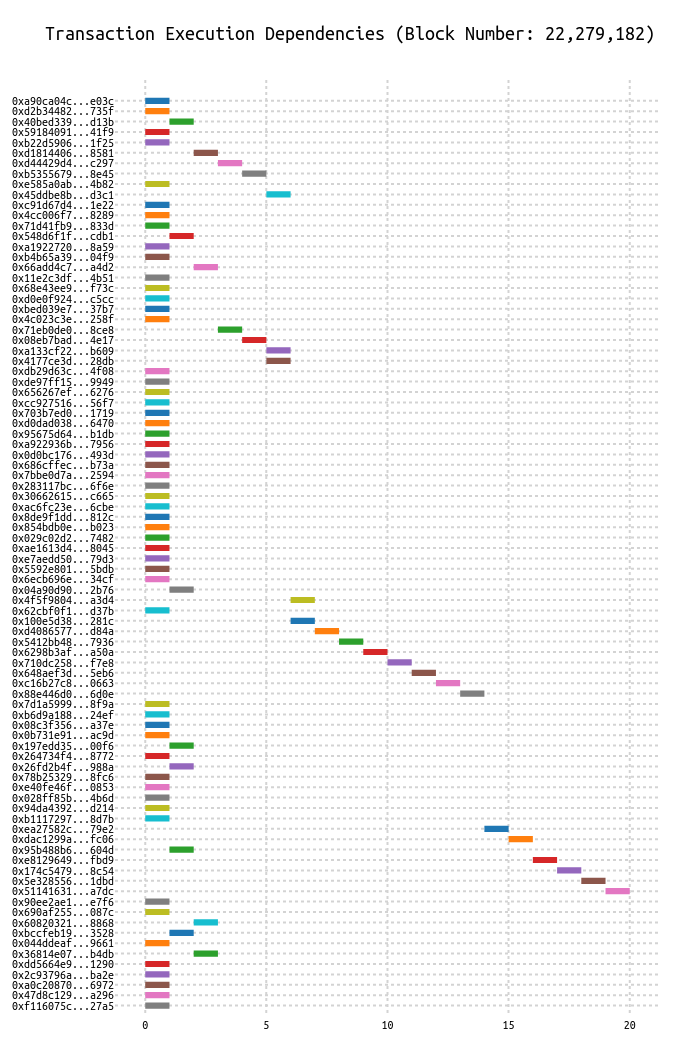 Transaction Execution Dependencies (Block Number: 22,279,182)
0xa90ca04c...e03c
0xd2b34482...735f
0x40bed339...d13b
0x59184091...41f9
0xb22d5906...1f25
0xd1814406...8581
0xd44429d4...c297
0xb5355679...8e45
0xe585a0ab...4b82
0x45ddbe8b...d3c1
0xc91d67d4...1e22
0x4cc006f7...8289
0x71d41fb9...833d
0x548d6f1f...cdb1
0xa1922720...8a59
0xb4b65a39...04f9
0x66add4c7...a4d2
0x11e2c3df...4b51
0x68e43ee9...f73c
0xd0e0f924...c5cc
0xbed039e7...37b7
0x4c023c3e...258f
0x71eb0de0...8ce8
0x08eb7bad...4e17
0xa133cf22...b609
0x4177ce3d...28db
0xdb29d63c...4f08
0xde97ff15...9949
0x656267ef...6276
0xcc927516...56f7
0x703b7ed0...1719
0xd0dad038...6470
0x95675d64...b1db
0xa922936b...7956
0x0d0bc176...493d
0x686cffec...b73a
0x7bbe0d7a...2594
0x283117bc...6f6e
0x30662615...c665
0xac6fc23e...6cbe
0x8de9f1dd...812c
0x854bdb0e...b023
0x029c02d2...7482
0xae1613d4...8045
0xe7aedd50...79d3
0x5592e801...5bdb
0x6ecb696e...34cf
0x04a90d90...2b76
0x4f5f9804...a3d4
0x62cbf0f1...d37b
0x100e5d38...281c
0xd4086577...d84a
0x5412bb48...7936
0x6298b3af...a50a
0x710dc258...f7e8
0x648aef3d...5eb6
0xc16b27c8...0663
0x88e446d0...6d0e
0x7d1a5999...8f9a
0xb6d9a188...24ef
0x08c3f356...a37e
0x0b731e91...ac9d
0x197edd35...00f6
0x264734f4...8772
0x26fd2b4f...988a
0x78b25329...8fc6
0xe40fe46f...0853
0x028ff85b...4b6d
0x94da4392...d214
0xb1117297...8d7b
0xea27582c...79e2
0xdac1299a...fc06
0x95b488b6...604d
0xe8129649...fbd9
0x174c5479...8c54
0x5e328556...1dbd
0x51141631...a7dc
0x90ee2ae1...e7f6
0x690af255...087c
0x60820321...8868
0xbccfeb19...3528
0x044ddeaf...9661
0x36814e07...b4db
0xdd5664e9...1290
0x2c93796a...ba2e
0xa0c20870...6972
0x47d8c129...a296
0xf116075c...27a5
0 5 10 15 20